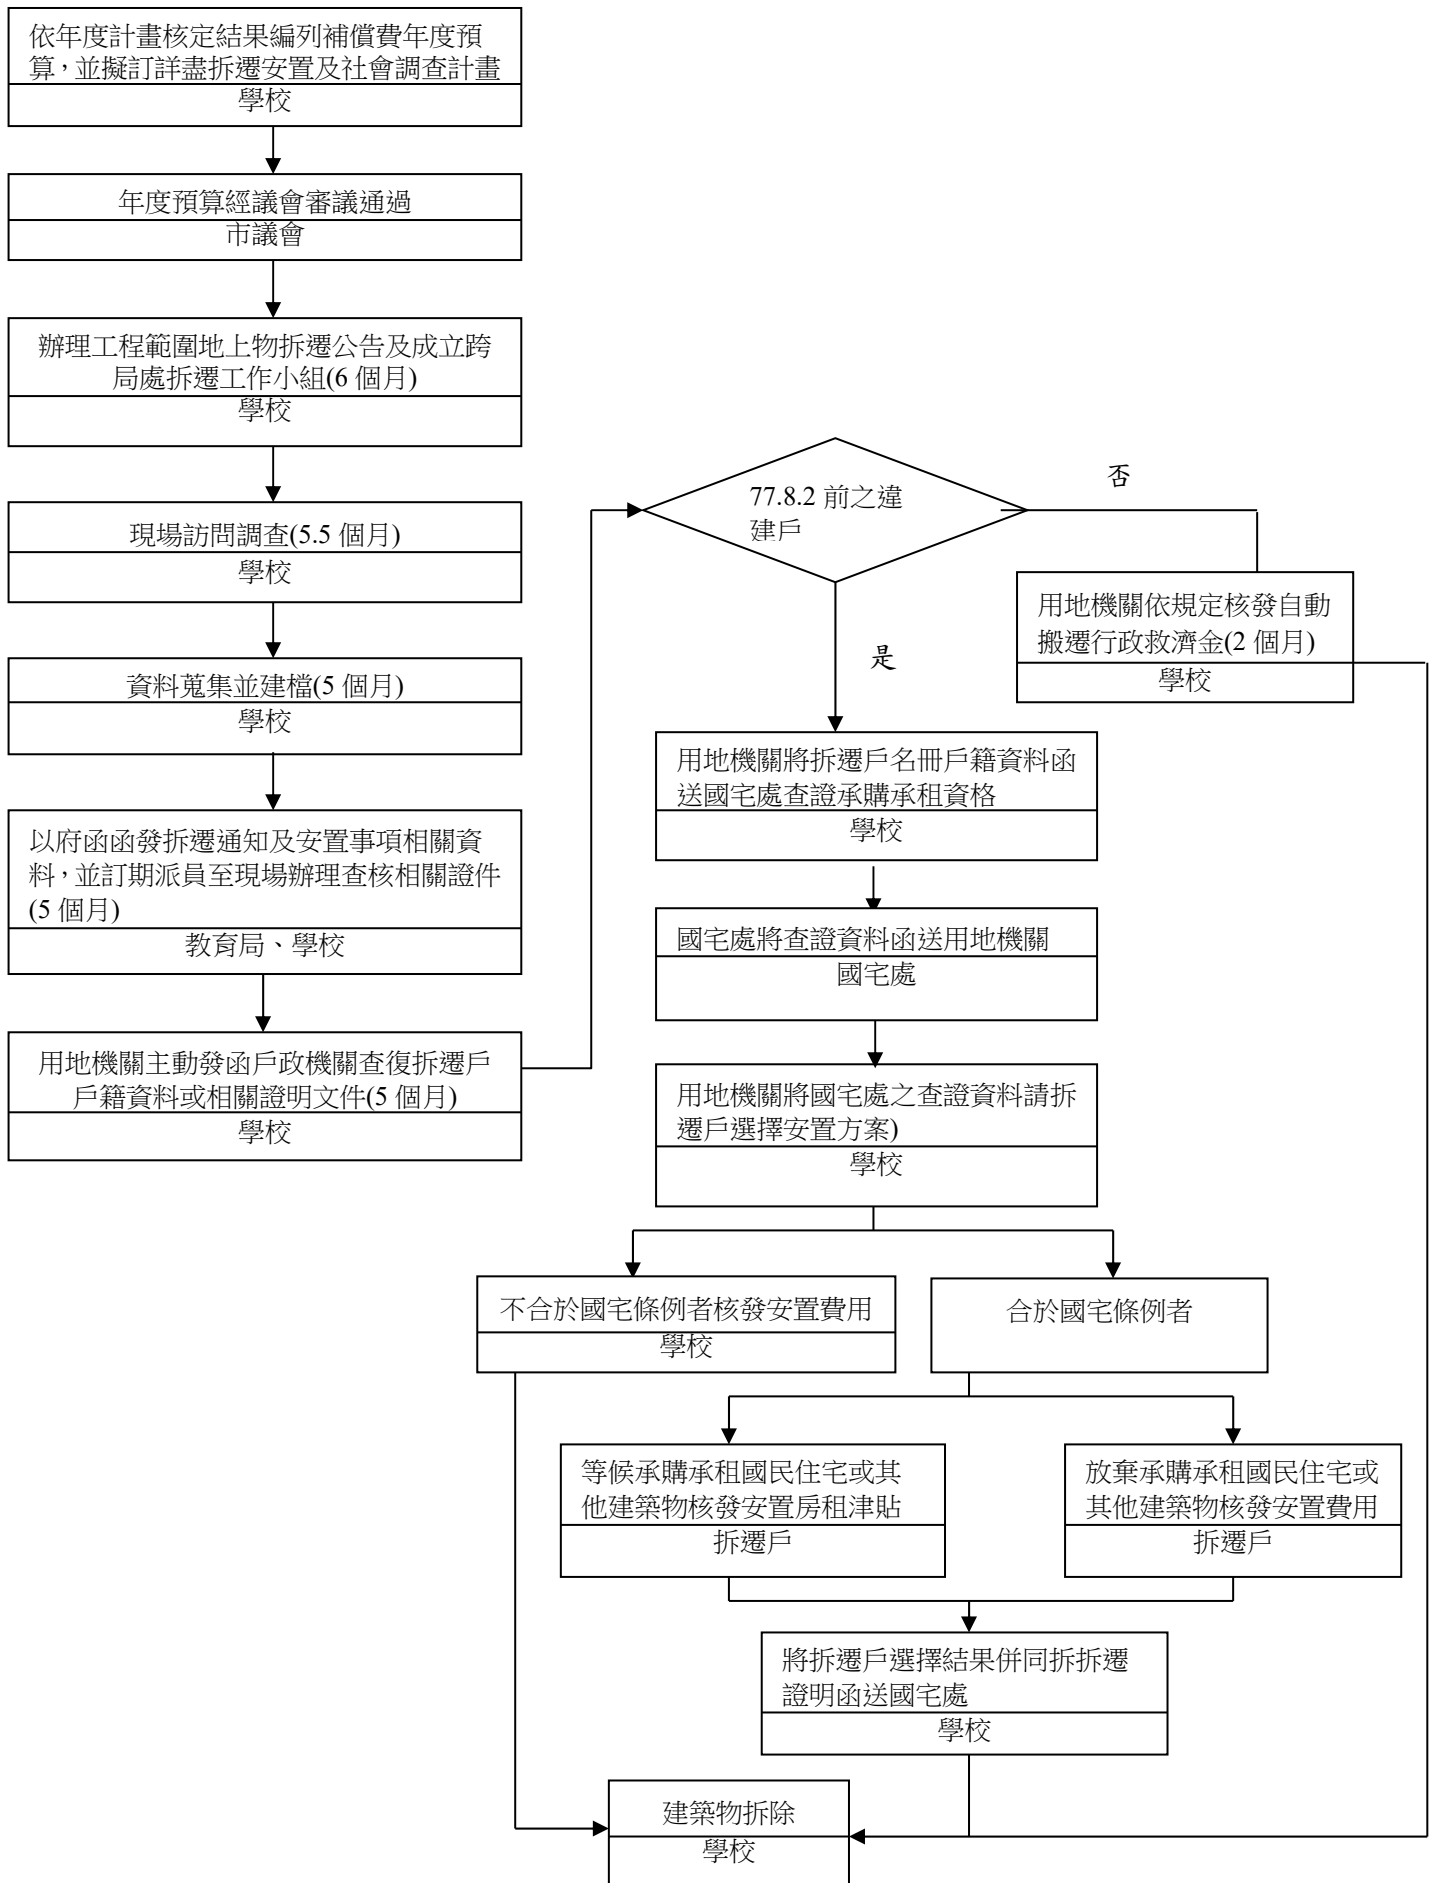 依年度計畫核定結果編列補償費年度預
算，並擬訂詳盡拆遷安置及社會調查計畫
學校
年度預算經議會審議通過
市議會
辦理工程範圍地上物拆遷公告及成立跨
局處拆遷工作小組(6 個月)
學校
現場訪問調查(5.5 個月)
學校
資料蒐集並建檔(5 個月)
學校
以府函函發拆遷通知及安置事項相關資
料，並訂期派員至現場辦理查核相關證件
(5 個月)
教育局、學校
用地機關主動發函戶政機關查復拆遷戶
戶籍資料或相關證明文件(5 個月)
學校
77.8.2 前之違
建戶
否
用地機關依規定核發自動
搬遷行政救濟金(2 個月)
學校
是
用地機關將拆遷戶名冊戶籍資料函
送國宅處查證承購承租資格
學校
國宅處將查證資料函送用地機關
國宅處
用地機關將國宅處之查證資料請拆
遷戶選擇安置方案)
學校
不合於國宅條例者核發安置費用
學校
合於國宅條例者
等候承購承租國民住宅或其
他建築物核發安置房租津貼
拆遷戶
放棄承購承租國民住宅或
其他建築物核發安置費用
拆遷戶
將拆遷戶選擇結果併同拆拆遷
證明函送國宅處
學校
建築物拆除
學校